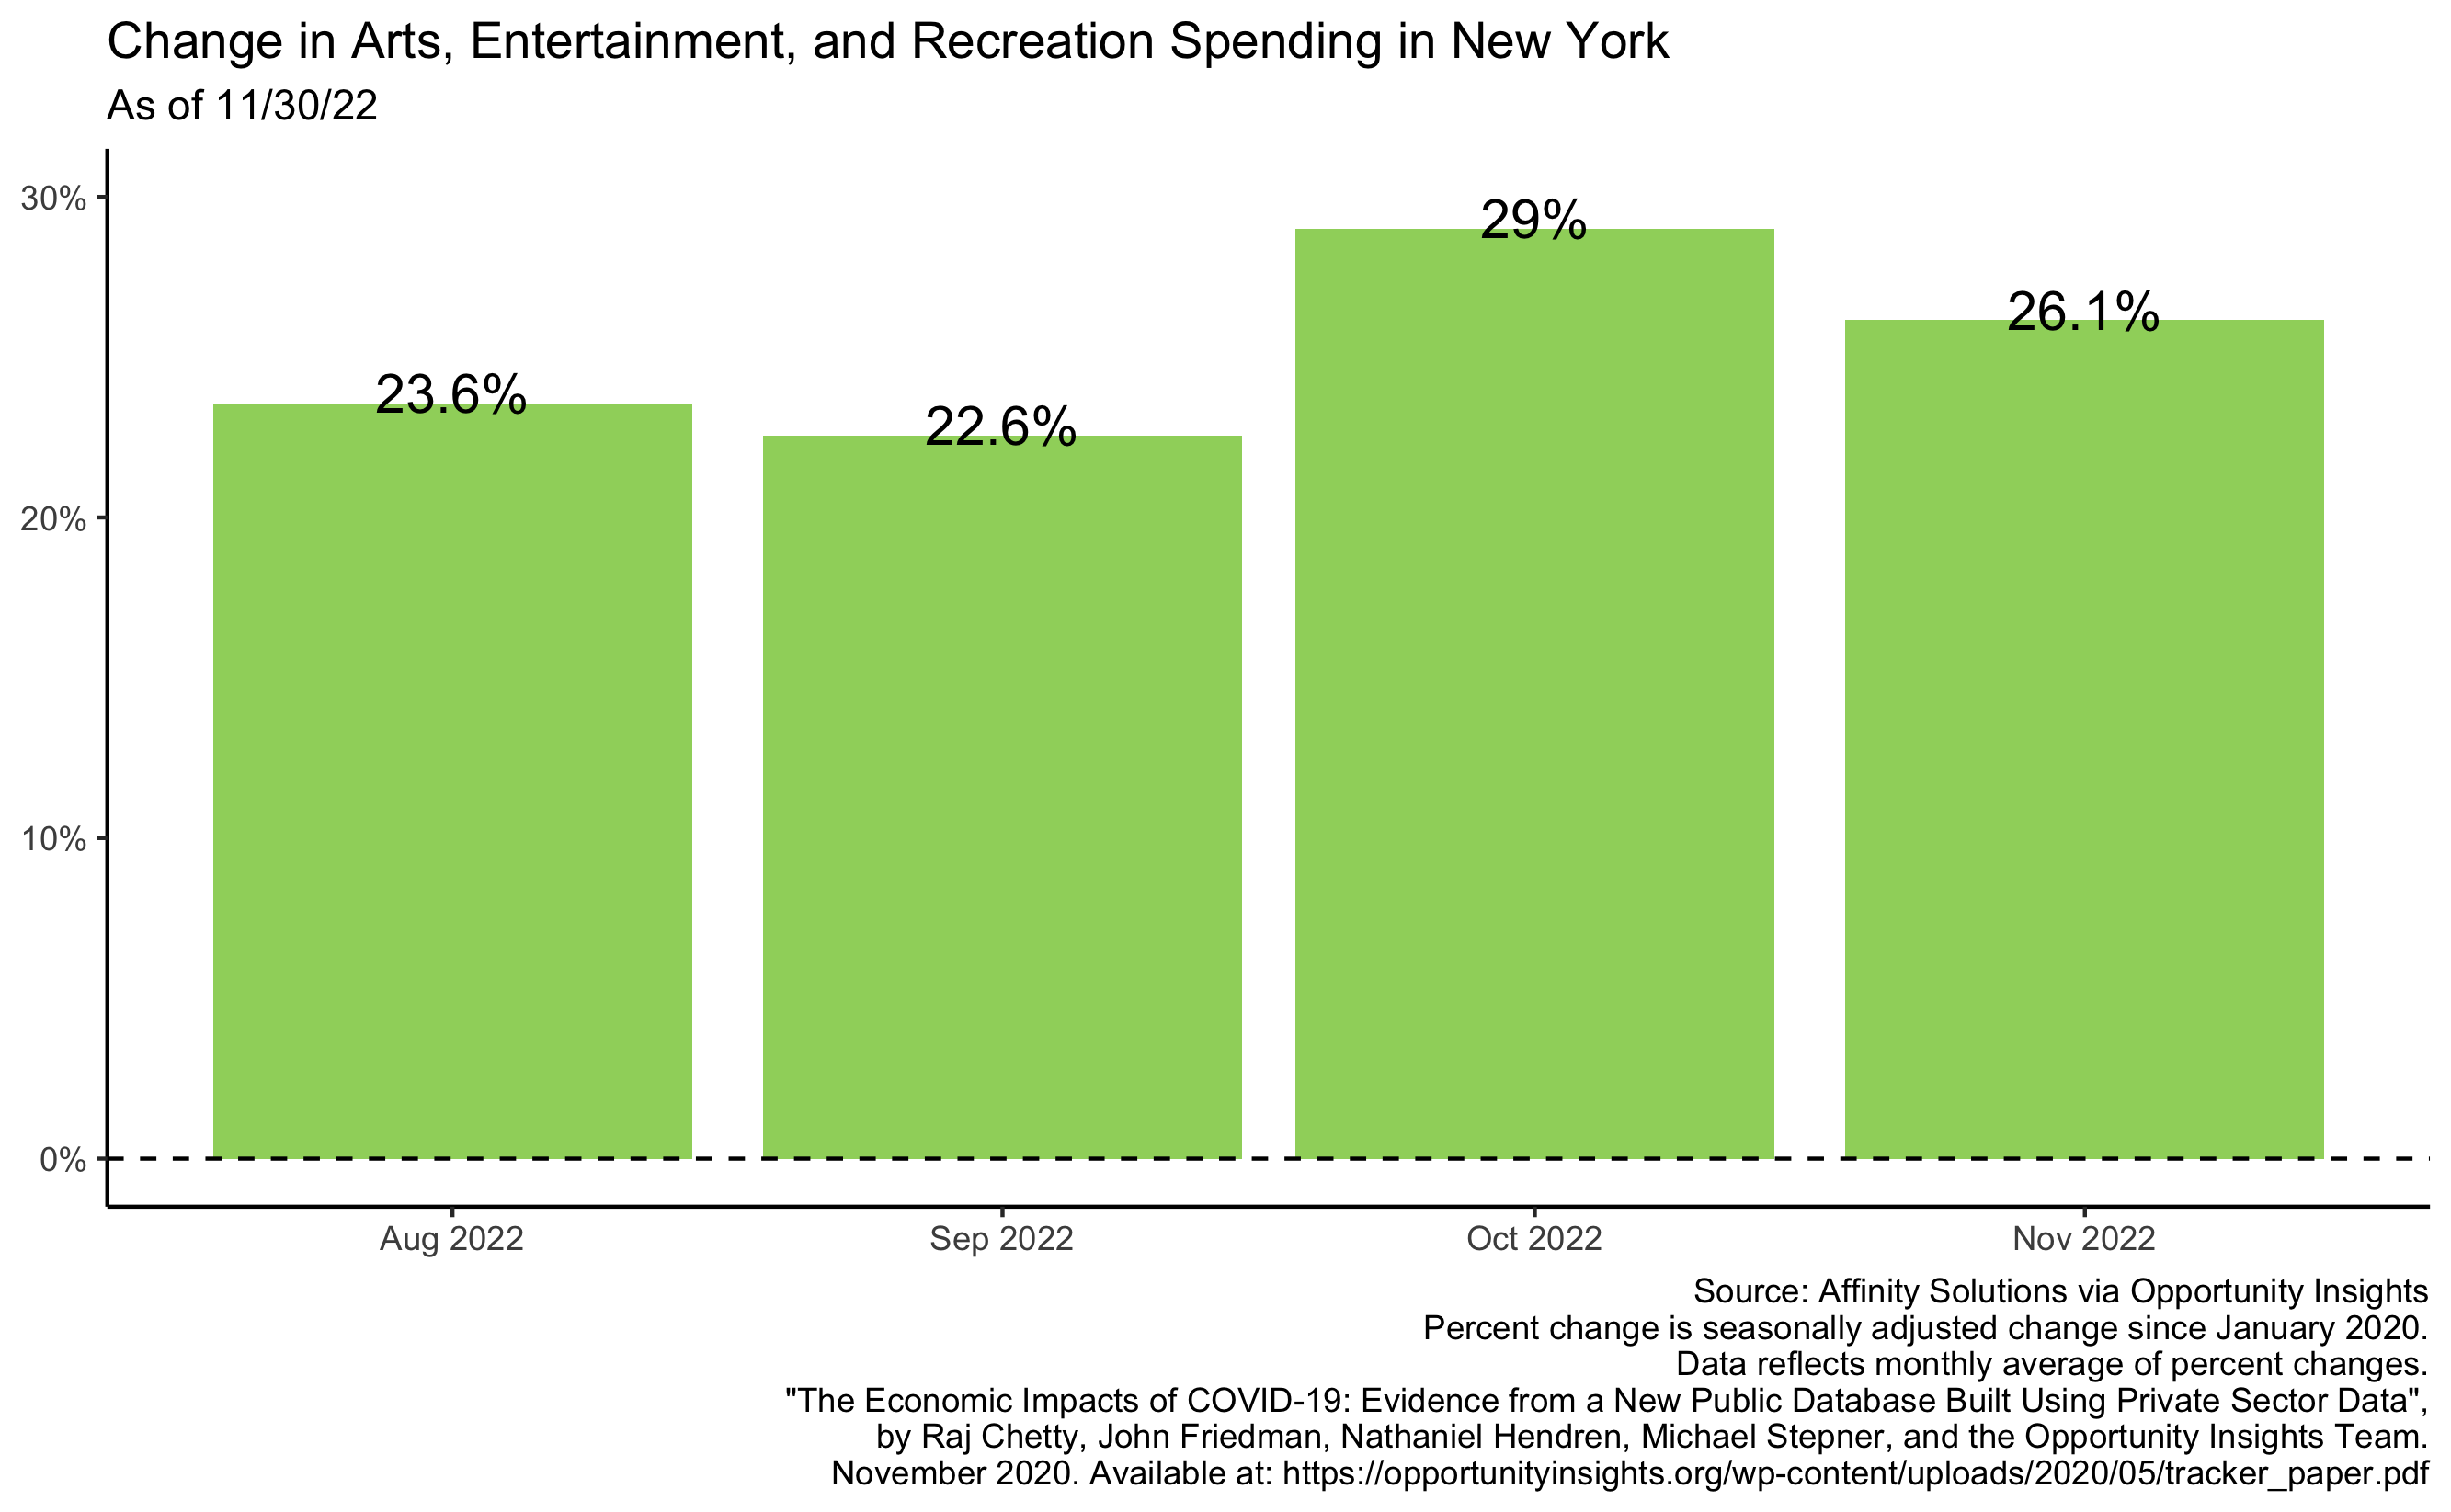 Change in Arts, Entertainment, and Recreation Spending in New York
As of 11/30/22
30%
20%
10%
0%
23.6%
22.6%
29%
26.1%
Aug 2022
Sep 2022
Oct 2022
Nov 2022
Source: Affinity Solutions via Opportunity Insights
Percent change is seasonally adjusted change since January 2020.
Data reflects monthly average of percent changes.
"The Economic Impacts of COVID-19: Evidence from a New Public Database Built Using Private Sector Data",
by Raj Chetty, John Friedman, Nathaniel Hendren, Michael Stepner, and the Opportunity Insights Team.
November 2020. Available at: https://opportunityinsights.org/wp-content/uploads/2020/05/tracker_paper.pdf